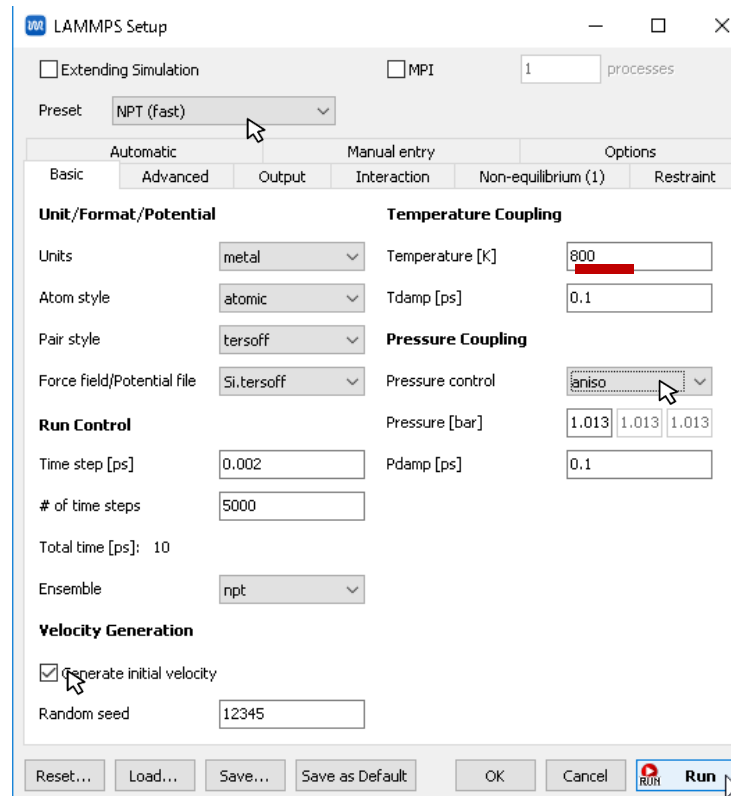 LAMMPS Setup
Extending Simulation MPI 1 processes
Preset NPT (fast)
Automatic Manual entry Options
Basic Advanced Output Interaction Non-equilibrium (1) Restraint
Unit/Format/Potential Temperature Coupling
Units metal Temperature [K] 800
Atom style atomic Tdamp [ps] 0.1
Pair style tersoff Pressure Coupling
Force field/Potential file Si.tersoff Pressure control aniso
Run Control Pressure [bar] 1.013 1.013 1.013
Time step [ps] 0.002 Pdamp [ps] 0.1
# of time steps 5000
Total time [ps]: 10
Ensemble npt
Velocity Generation
Generate initial velocity
Random seed 12345
Reset... Load... Save... Save as Default OK Cancel RUN Run